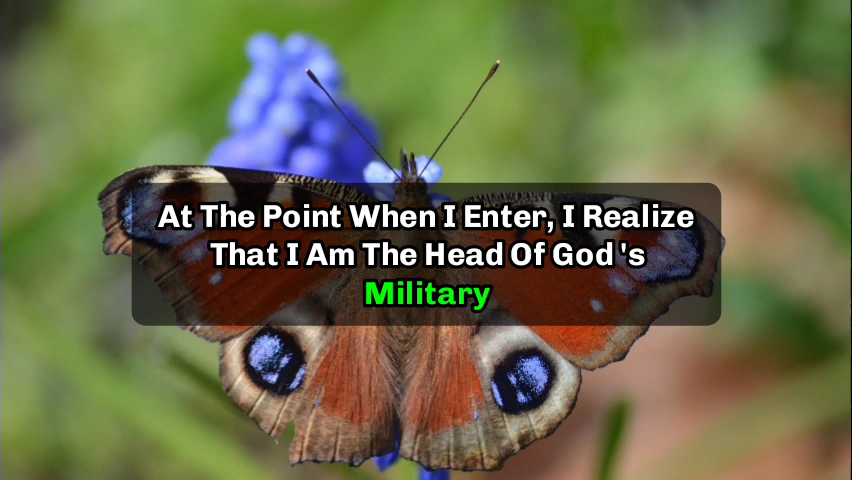 At The Point When I Enter, I Realize
That I Am The Head Of God 's
Military